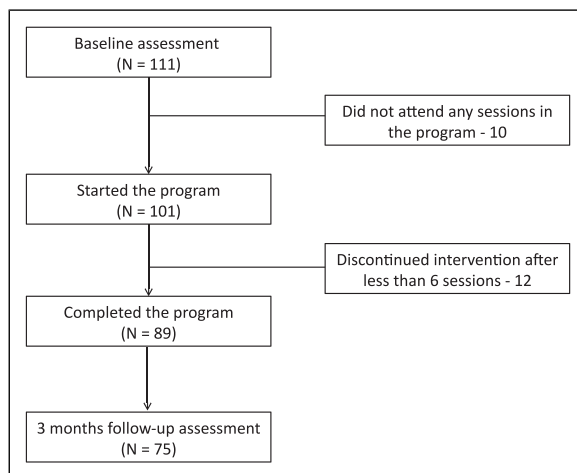 Baseline assessment
(N = 111)
Did not attend any sessions in
the program - 10
Started the program
(N = 101)
Discontinued intervention after
less than 6 sessions - 12
Completed the program
(N = 89)
3 months follow-up assessment
(N = 75)